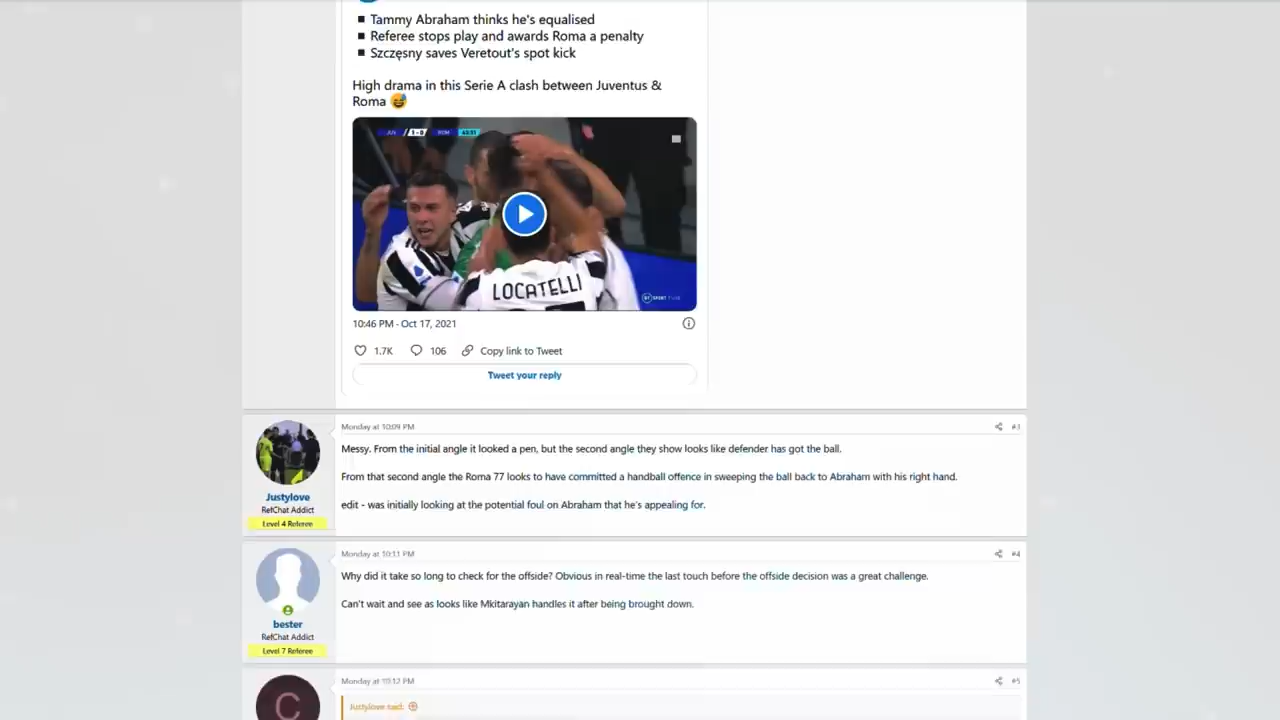 ▪ Tammy Abraham thinks he's equalised
▪ Referee stops play and awards Roma a penalty
▪ Szczęsny saves Veretout's spot kick
High drama in this Serie A clash between Juventus &
Roma 😅
JUV 1-0 ROM
LOCATELLI
BT SPORT
10:46 PM · Oct 17, 2021
1.7K 106 Copy link to Tweet
Tweet your reply
Monday at 10:09 PM #3
Messy. From the initial angle it looked a pen, but the second angle they show looks like defender has got the ball.
From that second angle the Roma 77 looks to have committed a handball offence in sweeping the ball back to Abraham with his right hand.
edit - was initially looking at the potential foul on Abraham that he's appealing for.
Justylove
RefChat Addict
Level 4 Referee
Monday at 10:11 PM #4
Why did it take so long to check for the offside? Obvious in real-time the last touch before the offside decision was a great challenge.
Can't wait and see as looks like Mkitarayan handles it after being brought down.
bester
RefChat Addict
Level 7 Referee
Monday at 10:12 PM #5
C
Justylove said: